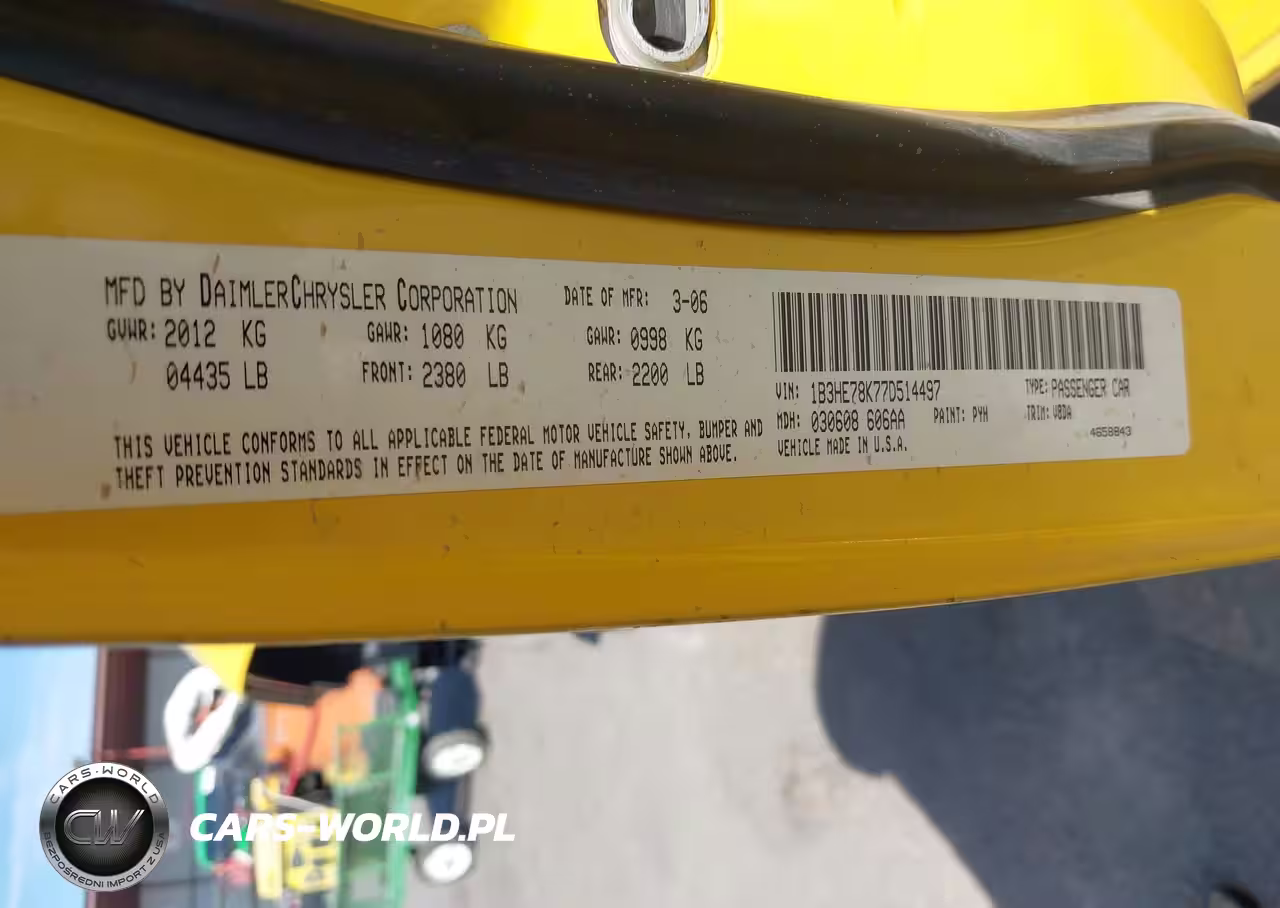 MFD BY DAIMLERCHRYSLER CORPORATION DATE OF MFR: 3-06
GVWR: 2012 KG GAWR: 1080 KG GAWR: 0998 KG
04435 LB FRONT: 2380 LB REAR: 2200 LB
THIS VEHICLE CONFORMS TO ALL APPLICABLE FEDERAL MOTOR VEHICLE SAFETY, BUMPER AND
THEFT PREVENTION STANDARDS IN EFFECT ON THE DATE OF MANUFACTURE SHOWN ABOVE.
VIN: 1B3HE78K77D514497 TYPE: PASSENGER CAR
MDH: 030608 606AA PAINT: PYH TRIM: V8DA
VEHICLE MADE IN U.S.A. 4658843
CARS-WORLD
CW
BEZPOŚREDNI IMPORT Z USA
CARS-WORLD.PL